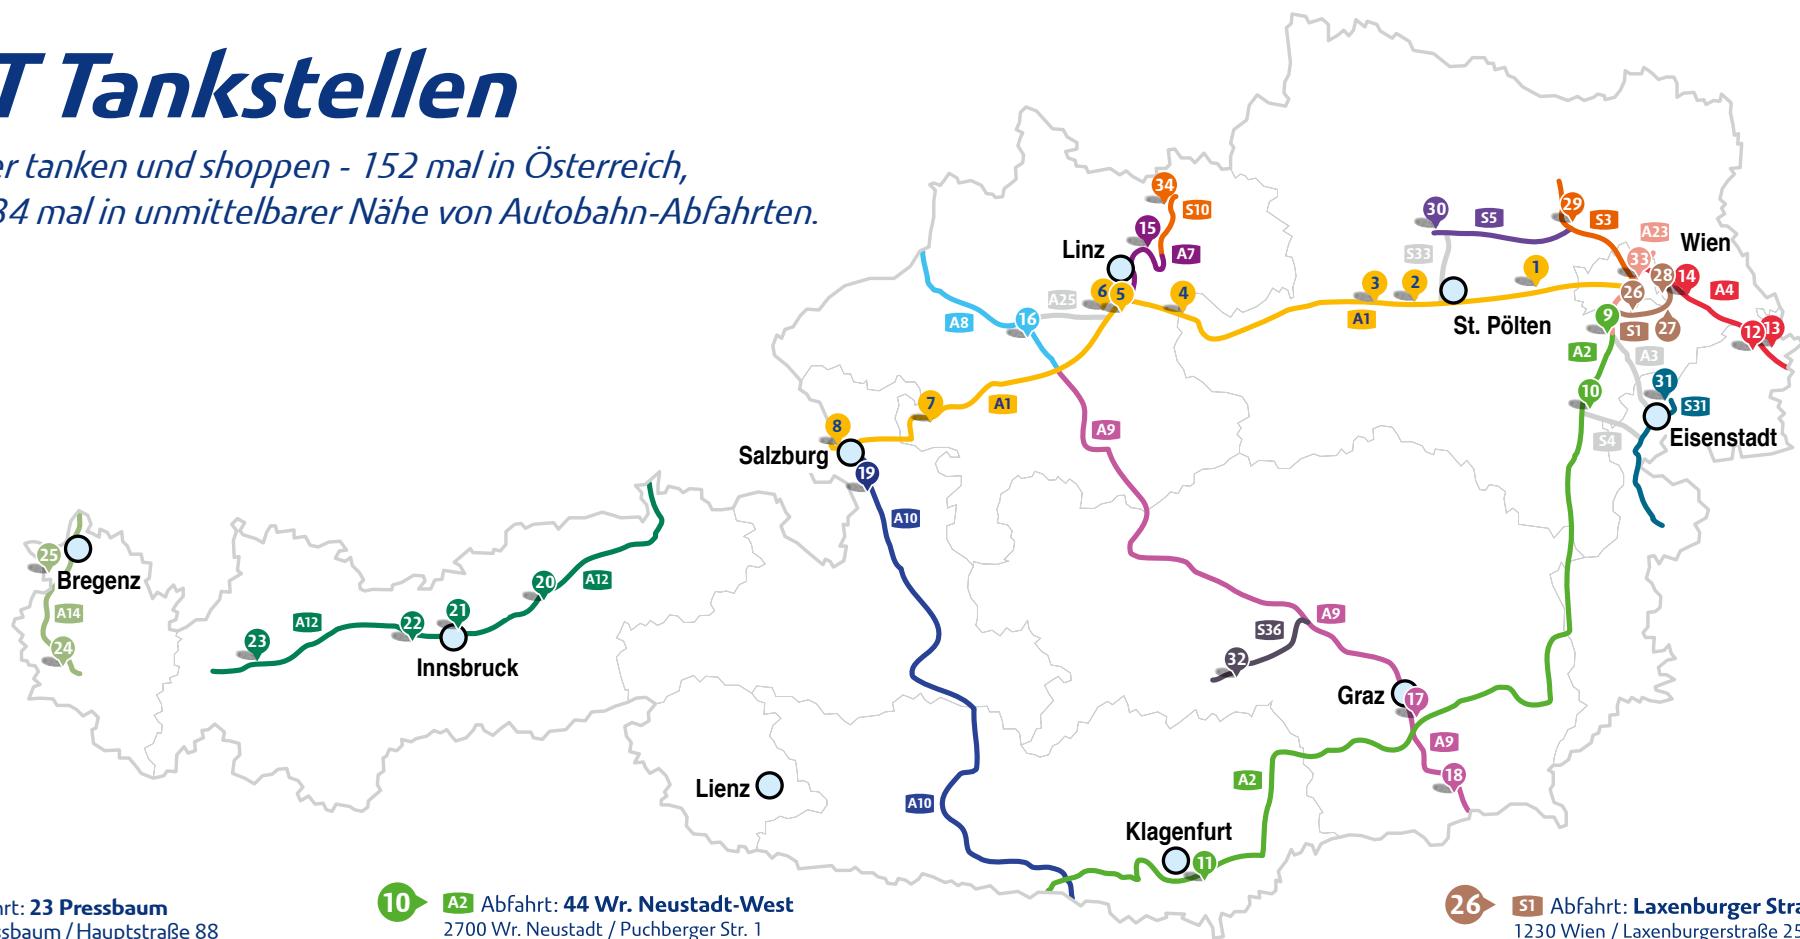 T Tankstellen
er tanken und shoppen - 152 mal in Österreich,
34 mal in unmittelbarer Nähe von Autobahn-Abfahrten.
34
S10
15
A7
Linz
6
5
4
A25
A8
16
3
2
1
A1
St. Pölten
30
S5
S33
29
S3
A23
Wien
33
28
14
26
A4
9
S1
27
12
13
A2
A3
10
31
S31
Eisenstadt
S4
7
A1
8
Salzburg
19
A10
A9
25
Bregenz
A14
24
23
A12
22
21
Innsbruck
20
A12
A9
S36
32
Graz
17
A9
18
A2
Lienz
A10
Klagenfurt
11
hrt: 23 Pressbaum
ssbaum / Hauptstraße 88
10 A2 Abfahrt: 44 Wr. Neustadt-West
2700 Wr. Neustadt / Puchberger Str. 1
26 S1 Abfahrt: Laxenburger Stra
1230 Wien / Laxenburgerstraße 25